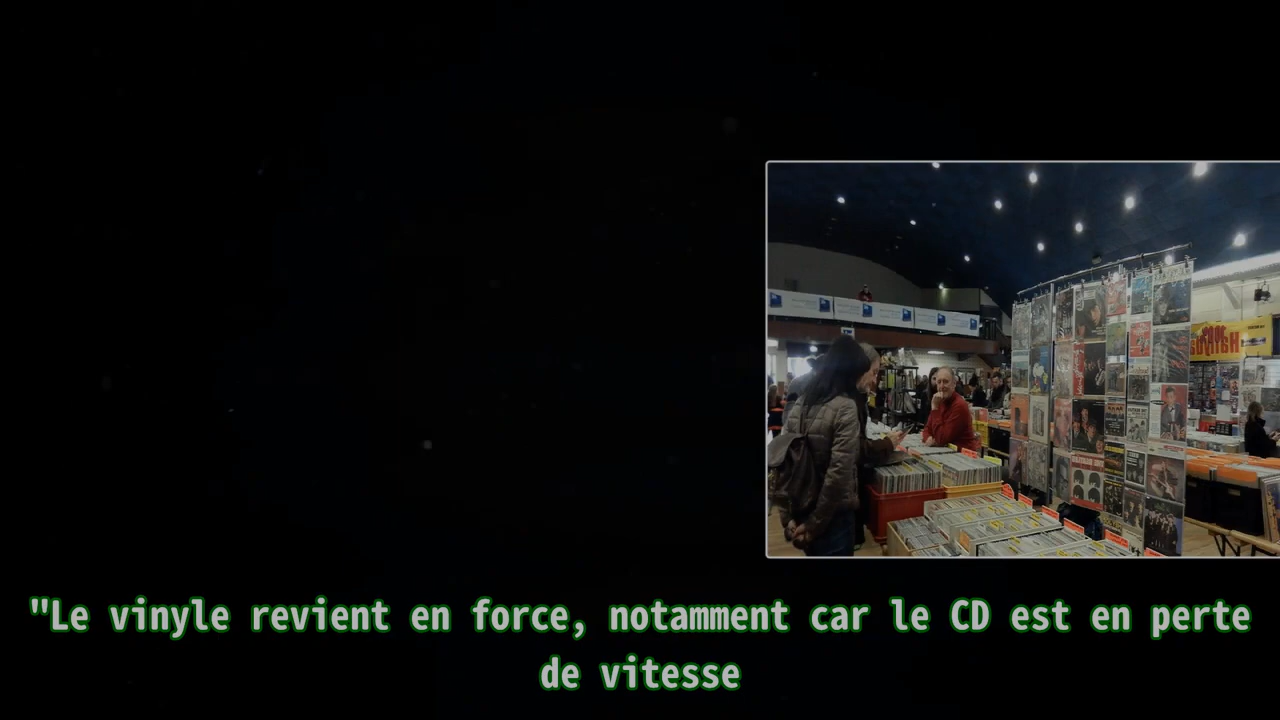 "Le vinyle revient en force, notamment car le CD est en perte
de vitesse